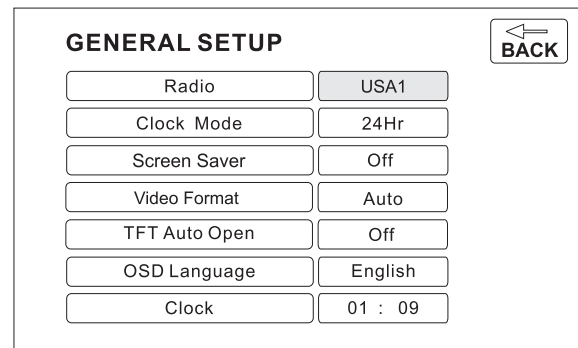 GENERAL SETUP
BACK
Radio USA1
Clock Mode 24Hr
Screen Saver Off
Video Format Auto
TFT Auto Open Off
OSD Language English
Clock 01 : 09